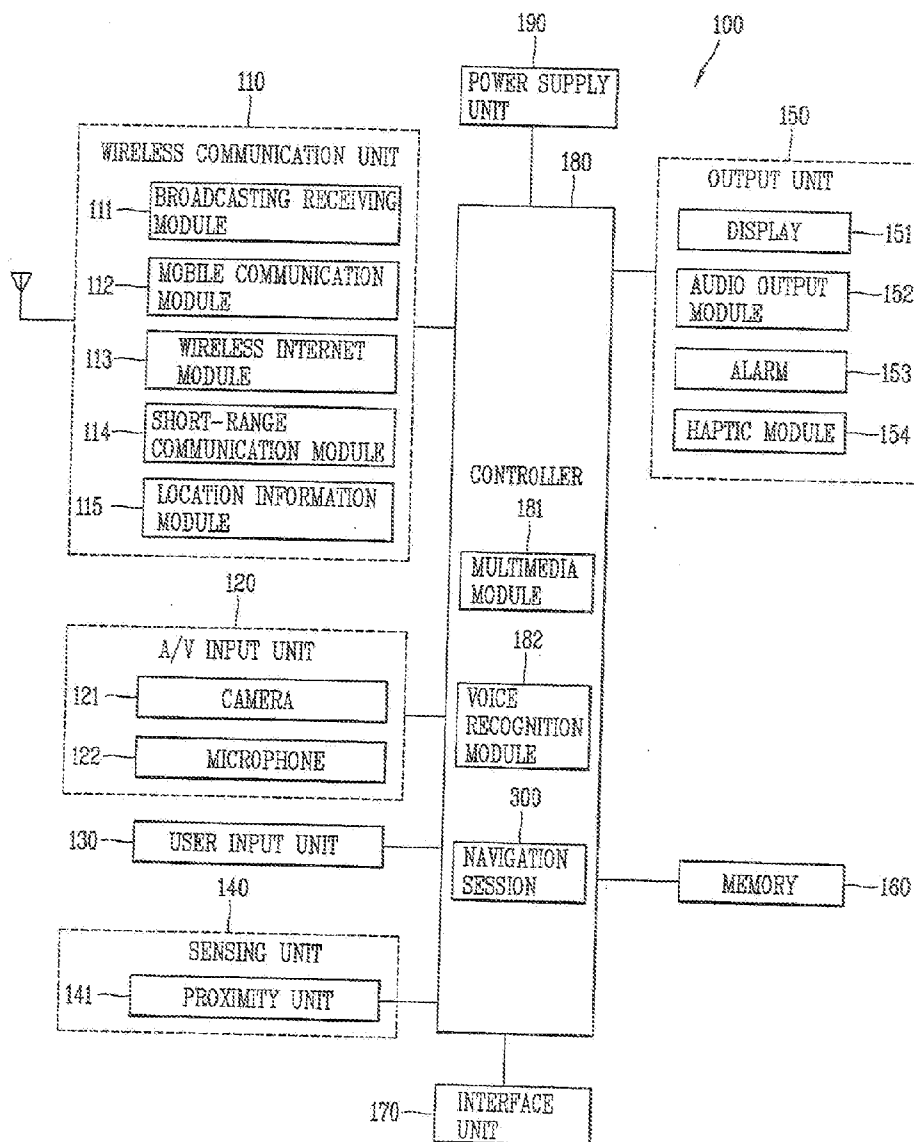 190
100
POWER SUPPLY
UNIT
110
150
WIRELESS COMMUNICATION UNIT
180
OUTPUT UNIT
111
BROADCASTING RECEIVING
MODULE
DISPLAY
151
112
MOBILE COMMUNICATION
MODULE
AUDIO OUTPUT
MODULE
152
113
WIRELESS INTERNET
MODULE
ALARM
153
114
SHORT-RANGE
COMMUNICATION MODULE
HAPTIC MODULE
154
115
LOCATION INFORMATION
MODULE
CONTROLLER
181
MULTIMEDIA
MODULE
120
A/V INPUT UNIT
121
CAMERA
122
MICROPHONE
182
VOICE
RECOGNITION
MODULE
130
USER INPUT UNIT
300
NAVIGATION
SESSION
MEMORY
160
140
SENSING UNIT
141
PROXIMITY UNIT
170
INTERFACE
UNIT